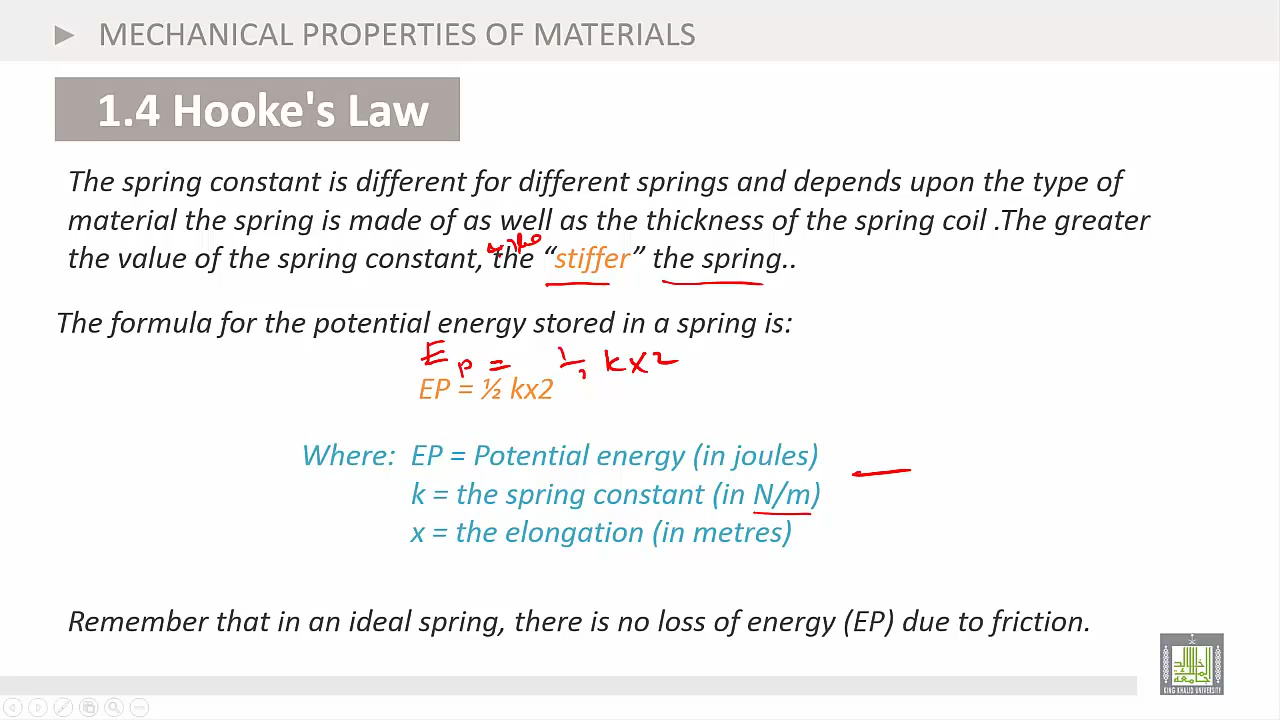 MECHANICAL PROPERTIES OF MATERIALS
1.4 Hooke's Law
The spring constant is different for different springs and depends upon the type of
material the spring is made of as well as the thickness of the spring coil .The greater
the value of the spring constant, the “stiffer” the spring..
The formula for the potential energy stored in a spring is:
Ep = ½ kx2
EP = ½ kx2
Where: EP = Potential energy (in joules)
k = the spring constant (in N/m)
x = the elongation (in metres)
Remember that in an ideal spring, there is no loss of energy (EP) due to friction.
KING KHALID UNIVERSITY